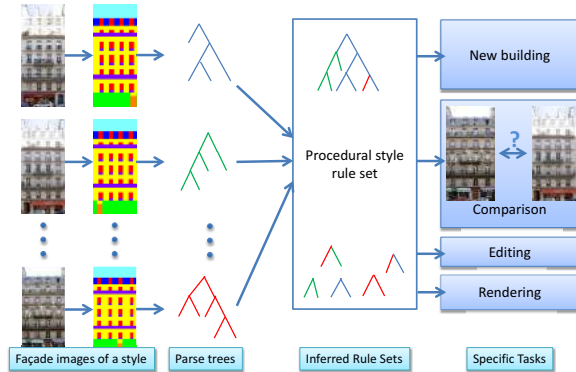 New building
Procedural style
rule set
?
Comparison
Editing
Rendering
Façade images of a style
Parse trees
Inferred Rule Sets
Specific Tasks